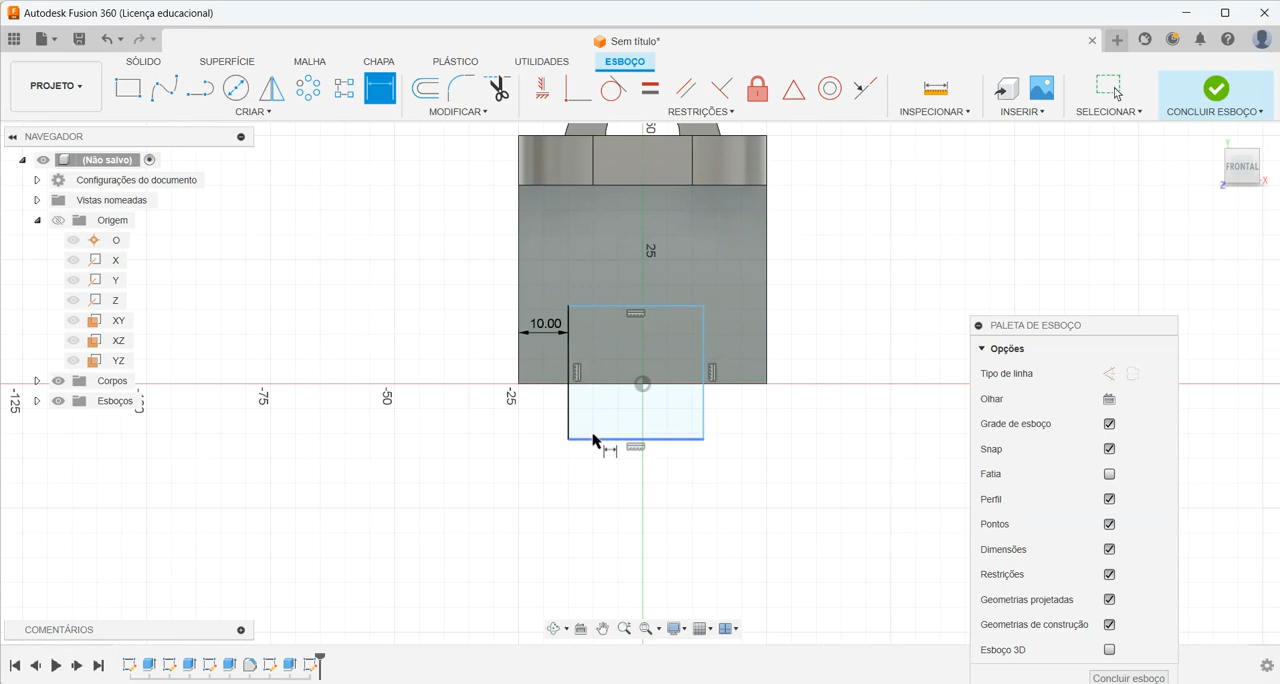 Autodesk Fusion 360 (Licença educacional)
Sem título*
SÓLIDO
SUPERFÍCIE
MALHA
CHAPA
PLÁSTICO
UTILIDADES
ESBOÇO
PROJETO
CRIAR
MODIFICAR
RESTRIÇÕES
INSPECIONAR
INSERIR
SELECIONAR
CONCLUIR ESBOÇO
NAVEGADOR
(Não salvo)
Configurações do documento
Vistas nomeadas
Origem
O
X
Y
Z
XY
XZ
YZ
Corpos
Esboços
50
25
10.00
-125
-75
-50
-25
FRONTAL
Y
Z
X
PALETA DE ESBOÇO
Opções
Tipo de linha
Olhar
Grade de esboço
Snap
Fatia
Perfil
Pontos
Dimensões
Restrições
Geometrias projetadas
Geometrias de construção
Esboço 3D
Concluir esboço
COMENTÁRIOS